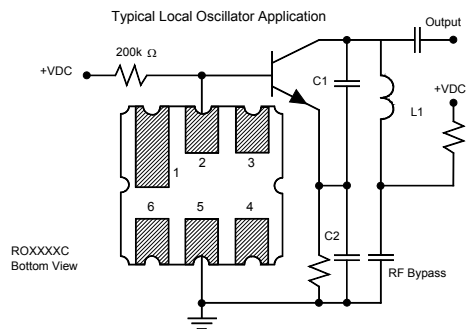 Typical Local Oscillator Application
Output
200k Ω
+VDC
C1
+VDC
L1
1
2
3
6
5
4
C2
ROXXXXC
Bottom View
RF Bypass